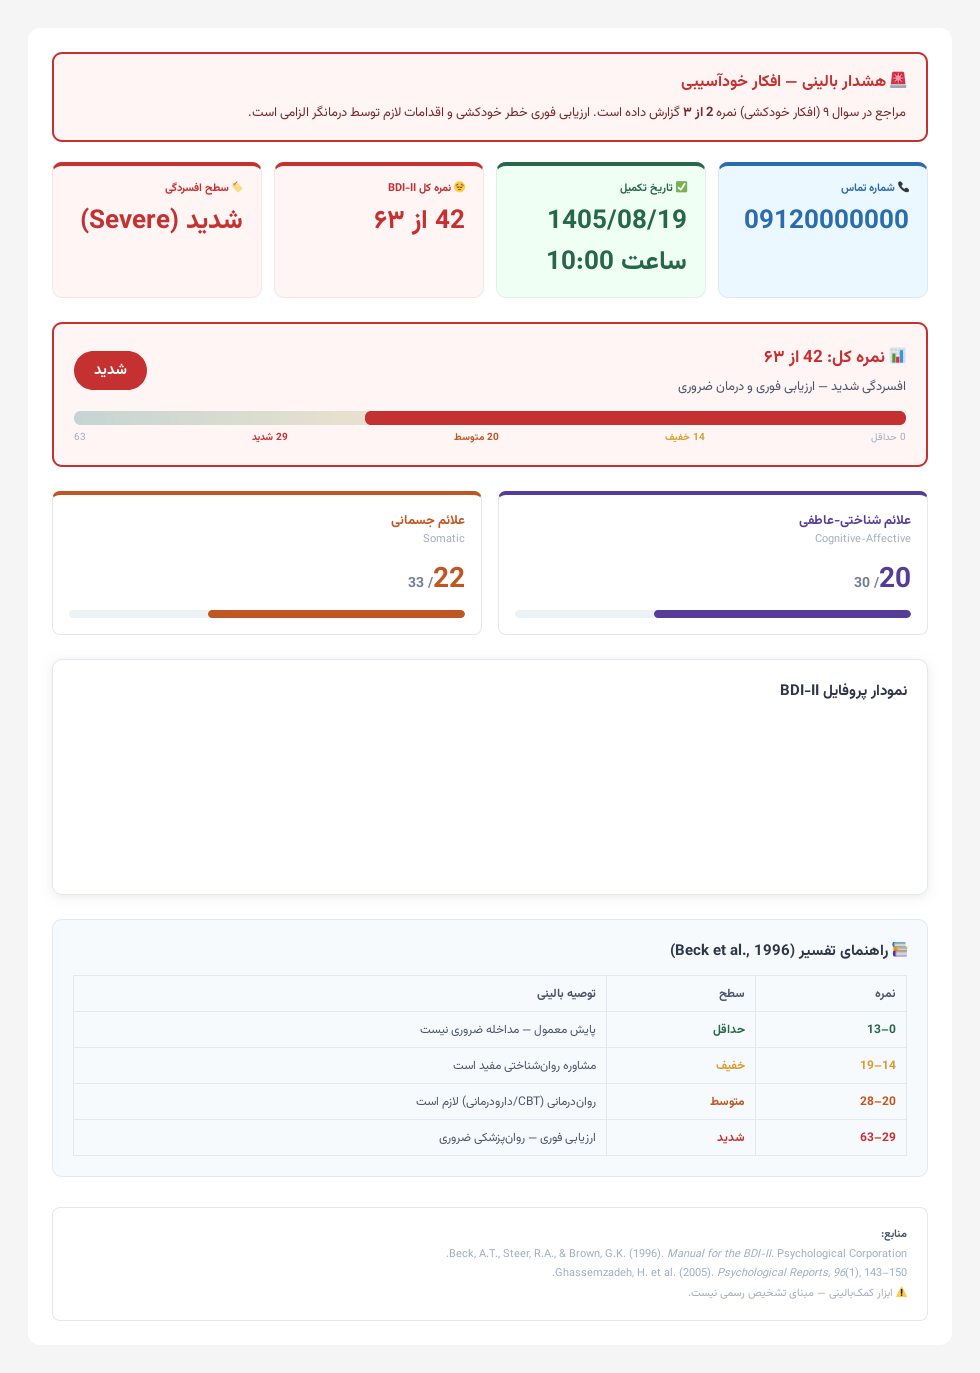 🚨 هشدار بالینی — افکار خودآسیبی
مراجع در سوال ۹ (افکار خودکشی) نمره 2 از ۳ گزارش داده است. ارزیابی فوری خطر خودکشی و اقدامات لازم توسط درمانگر الزامی است.
📞 شماره تماس
09120000000
✅ تاریخ تکمیل
1405/08/19
ساعت 10:00
😔 نمره کل BDI-II
42 از ۶۳
🏷️ سطح افسردگی
شدید (Severe)
📊 نمره کل: 42 از ۶۳
افسردگی شدید — ارزیابی فوری و درمان ضروری
شدید
0 حداقل
14 خفیف
20 متوسط
29 شدید
63
علائم شناختی-عاطفی
Cognitive-Affective
20/ 30
علائم جسمانی
Somatic
22/ 33
نمودار پروفایل BDI-II
📚 راهنمای تفسیر (Beck et al., 1996)
نمره سطح توصیه بالینی
0–13 حداقل پایش معمول — مداخله ضروری نیست
14–19 خفیف مشاوره روان‌شناختی مفید است
20–28 متوسط روان‌درمانی (CBT/دارودرمانی) لازم است
29–63 شدید ارزیابی فوری — روان‌پزشکی ضروری
منابع:
Beck, A.T., Steer, R.A., & Brown, G.K. (1996). Manual for the BDI-II. Psychological Corporation.
Ghassemzadeh, H. et al. (2005). Psychological Reports, 96(1), 143–150.
⚠️ ابزار کمک‌بالینی — مبنای تشخیص رسمی نیست.